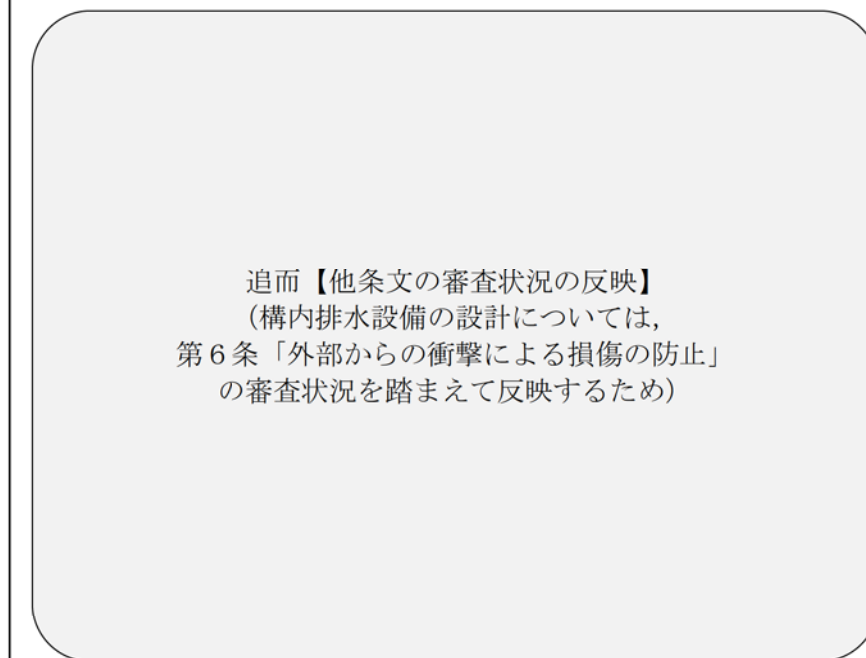 追而【他条文の審査状況の反映】
（構内排水設備の設計については，
第６条「外部からの衝撃による損傷の防止」
の審査状況を踏まえて反映するため）